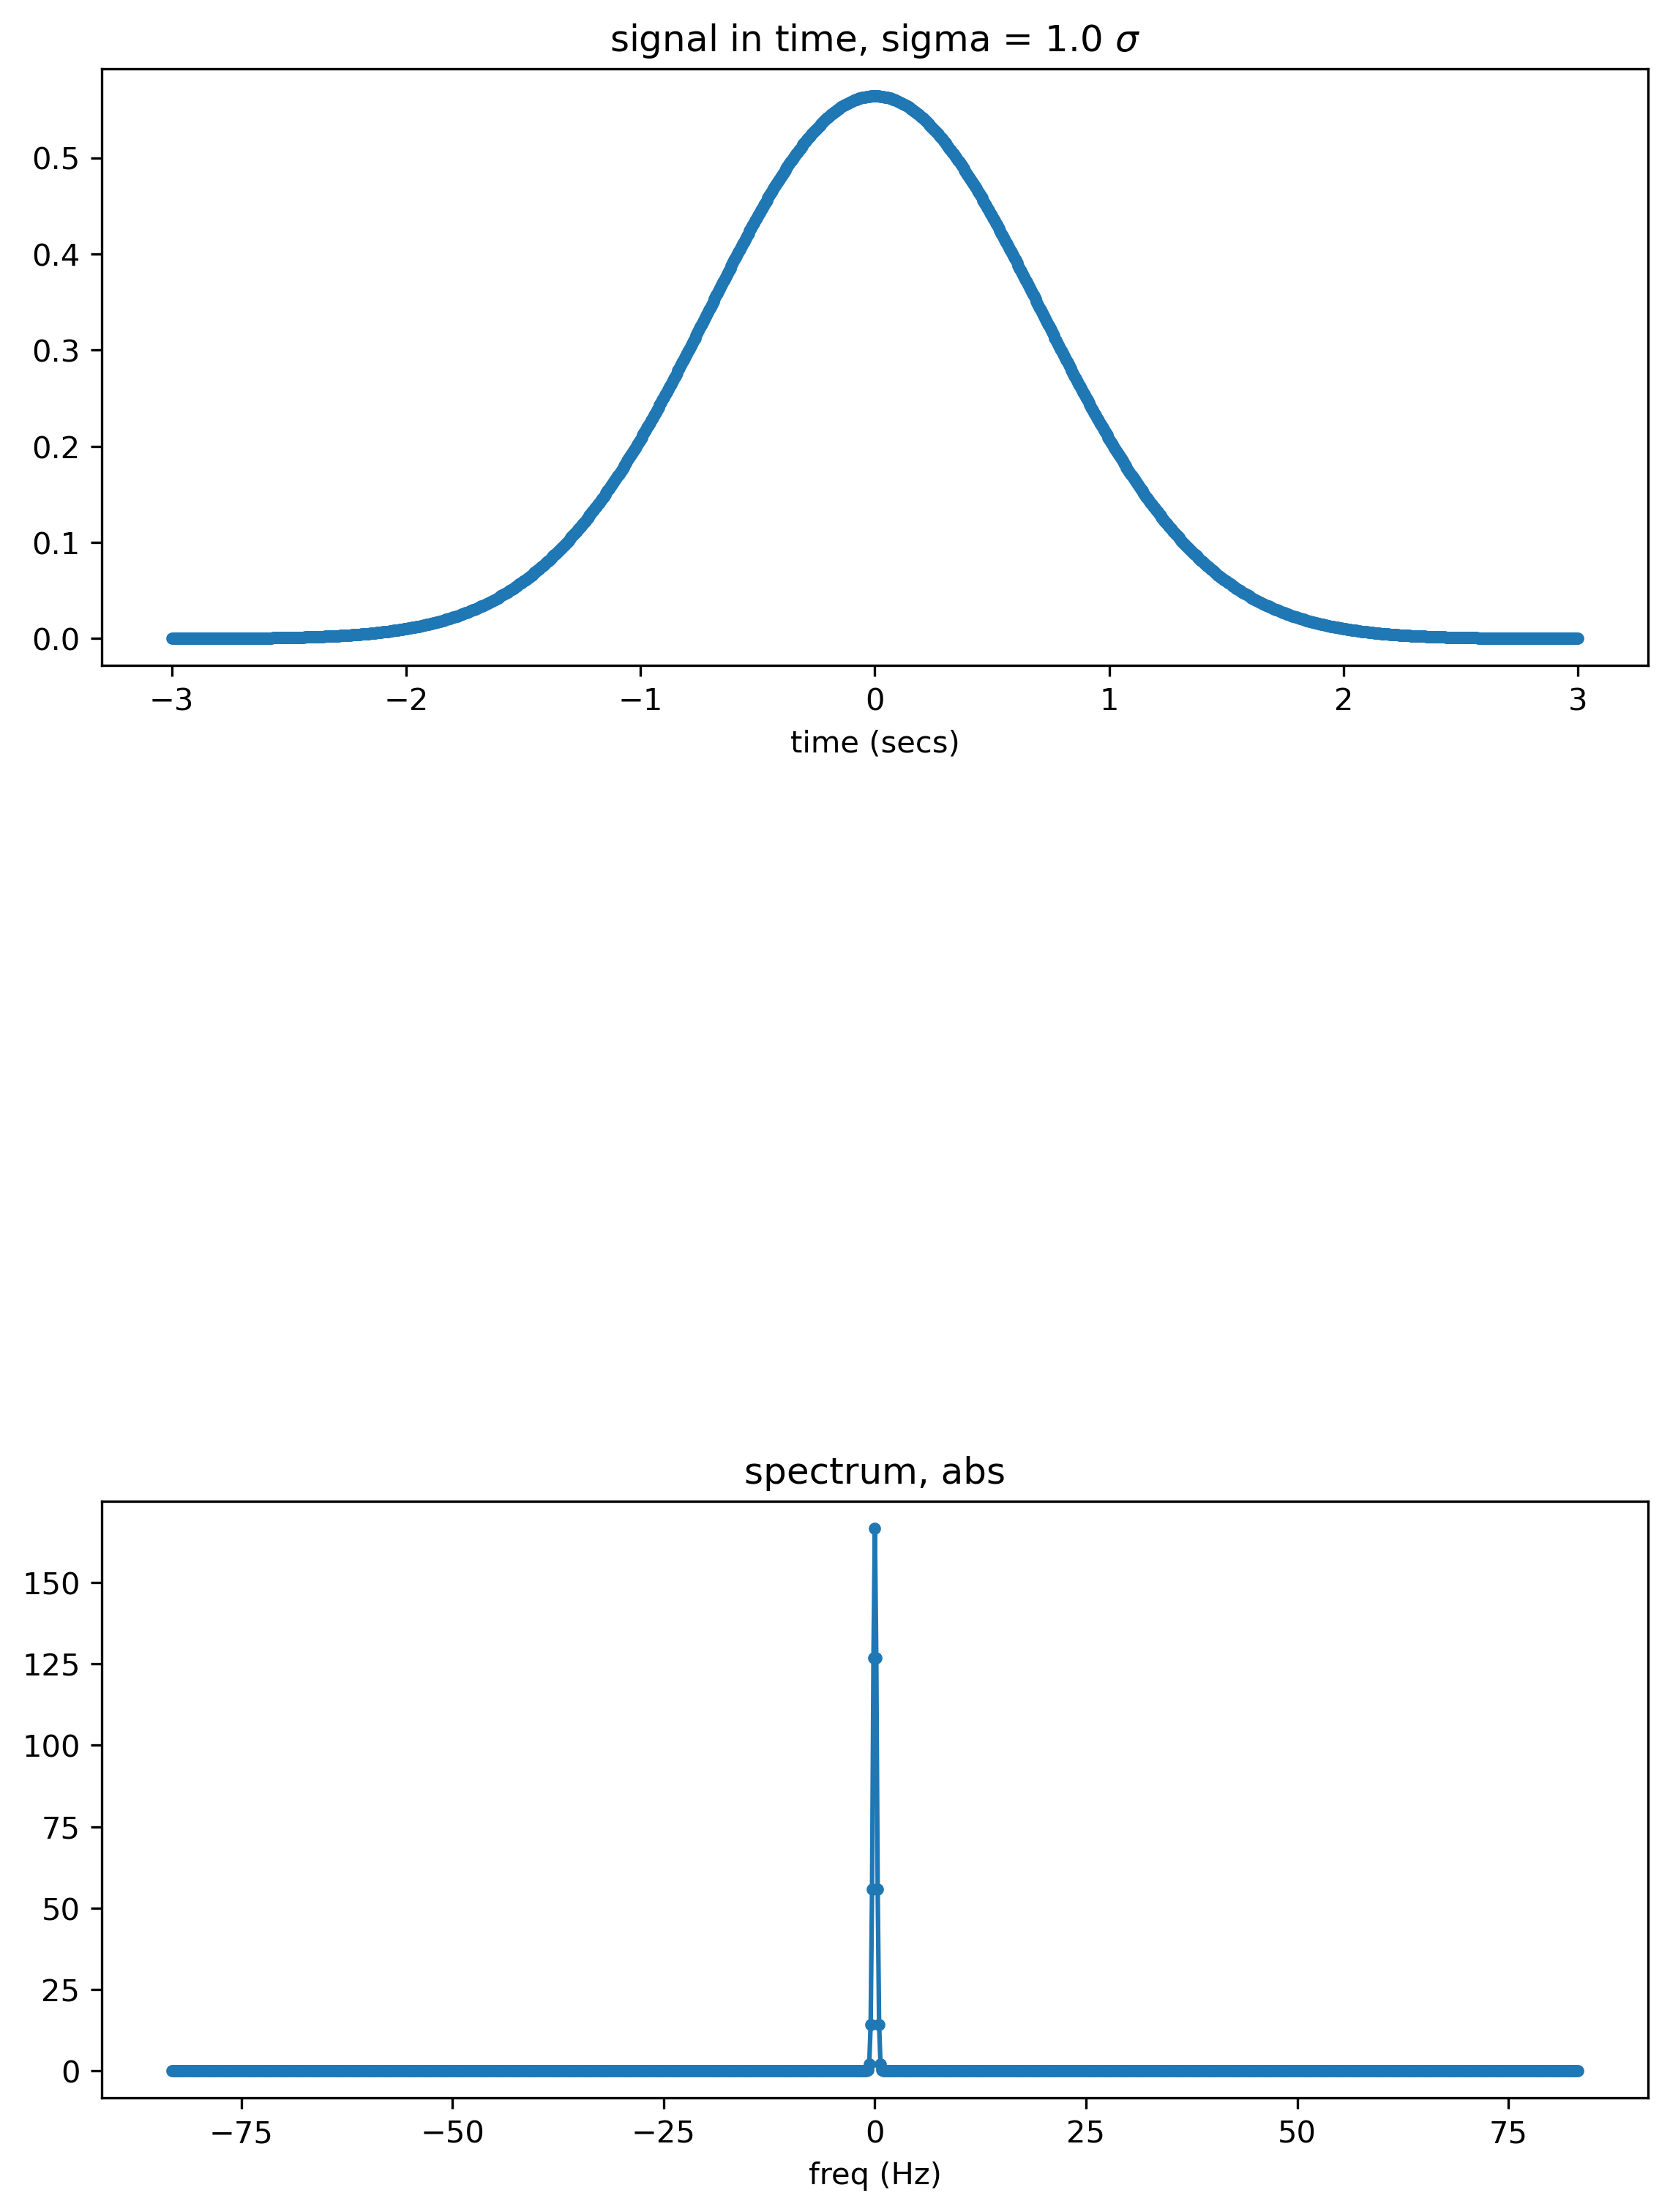 signal in time, sigma = 1.0 σ
0.5
0.4
0.3
0.2
0.1
0.0
−3 −2 −1 0 1 2 3
time (secs)
spectrum, abs
150
125
100
75
50
25
0
−75 −50 −25 0 25 50 75
freq (Hz)